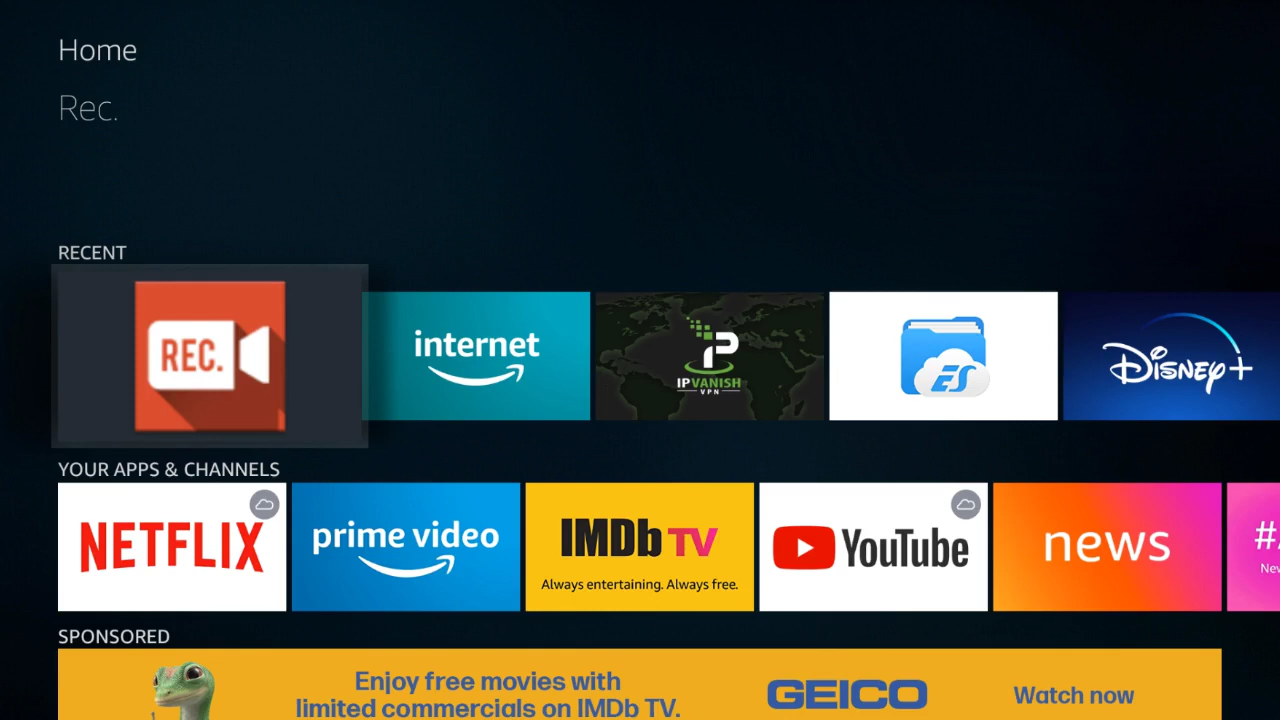 Home
Rec.
RECENT
REC.
internet
IPVANISH
VPN
ES
Disney+
YOUR APPS & CHANNELS
NETFLIX
prime video
IMDb TV
Always entertaining. Always free.
YouTube
news
#
New
SPONSORED
Enjoy free movies with
limited commercials on IMDb TV.
GEICO
Watch now